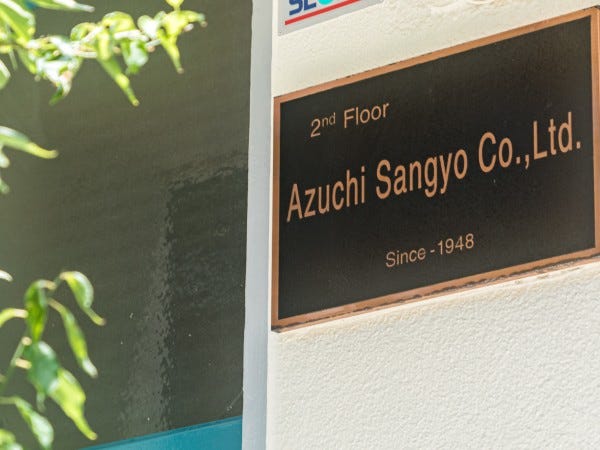 2nd Floor
Azuchi Sangyo Co.,Ltd.
Since-1948